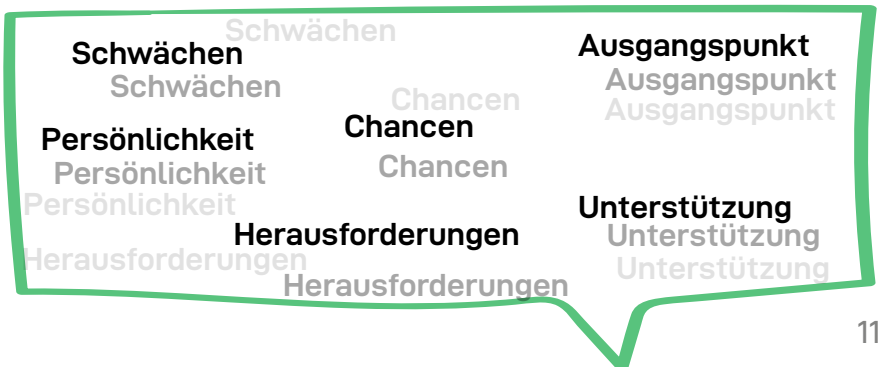 Schwächen
Schwächen
Schwächen
Ausgangspunkt
Ausgangspunkt
Ausgangspunkt
Chancen
Chancen
Chancen
Persönlichkeit
Persönlichkeit
Persönlichkeit
Unterstützung
Unterstützung
Unterstützung
Herausforderungen
Herausforderungen
Herausforderungen
11